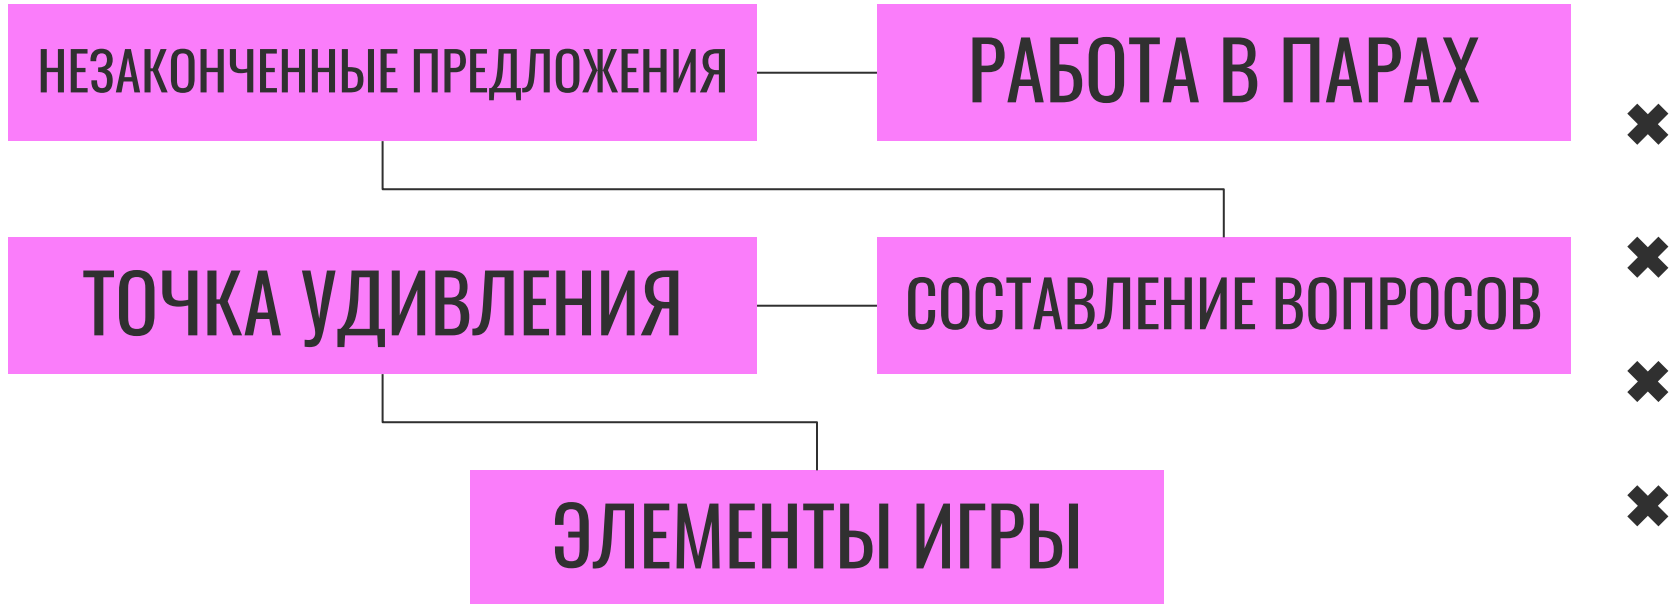 НЕЗАКОНЧЕННЫЕ ПРЕДЛОЖЕНИЯ
РАБОТА В ПАРАХ
ТОЧКА УДИВЛЕНИЯ
СОСТАВЛЕНИЕ ВОПРОСОВ
ЭЛЕМЕНТЫ ИГРЫ